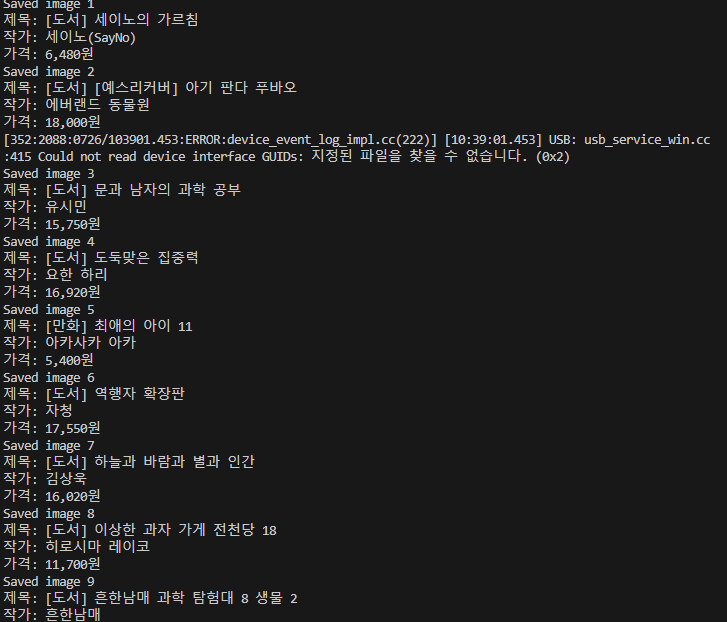 Saved image 1
제목: [도서] 세이노의 가르침
작가: 세이노(SayNo)
가격: 6,480원
Saved image 2
제목: [도서] [예스리커버] 아기 판다 푸바오
작가: 에버랜드 동물원
가격: 18,000원
[352:2088:0726/103901.453:ERROR:device_event_log_impl.cc(222)] [10:39:01.453] USB: usb_service_win.cc
:415 Could not read device interface GUIDs: 지정된 파일을 찾을 수 없습니다. (0x2)
Saved image 3
제목: [도서] 문과 남자의 과학 공부
작가: 유시민
가격: 15,750원
Saved image 4
제목: [도서] 도둑맞은 집중력
작가: 요한 하리
가격: 16,920원
Saved image 5
제목: [만화] 최애의 아이 11
작가: 아카사카 아카
가격: 5,400원
Saved image 6
제목: [도서] 역행자 확장판
작가: 자청
가격: 17,550원
Saved image 7
제목: [도서] 하늘과 바람과 별과 인간
작가: 김상욱
가격: 16,020원
Saved image 8
제목: [도서] 이상한 과자 가게 전천당 18
작가: 히로시마 레이코
가격: 11,700원
Saved image 9
제목: [도서] 흔한남매 과학 탐험대 8 생물 2
작가: 흔한남매